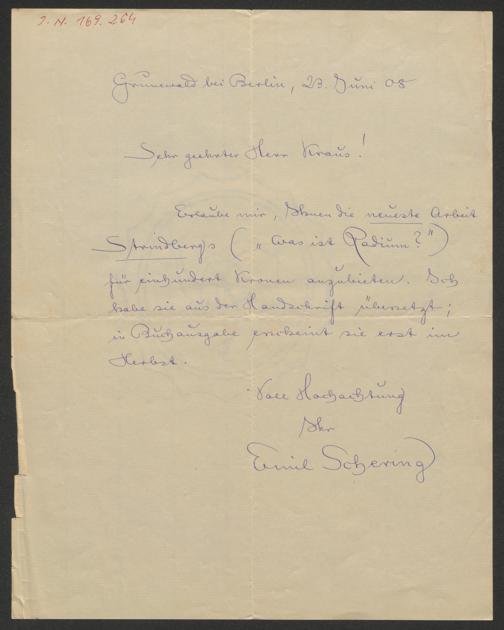 J. N. 169.264
Grunewald bei Berlin, 23. Juni 08
Sehr geehrter Herr Kraus!
Erlaube mir, Ihnen die neueste Arbeit
Strindbergs („Was ist Radium?")
für einhundert Kronen anzubieten. Ich
habe sie aus der Handschrift übersetzt;
in Buchausgabe erscheint sie erst im
Herbst.
Voll Hochachtung
Ihr
Emil Schering